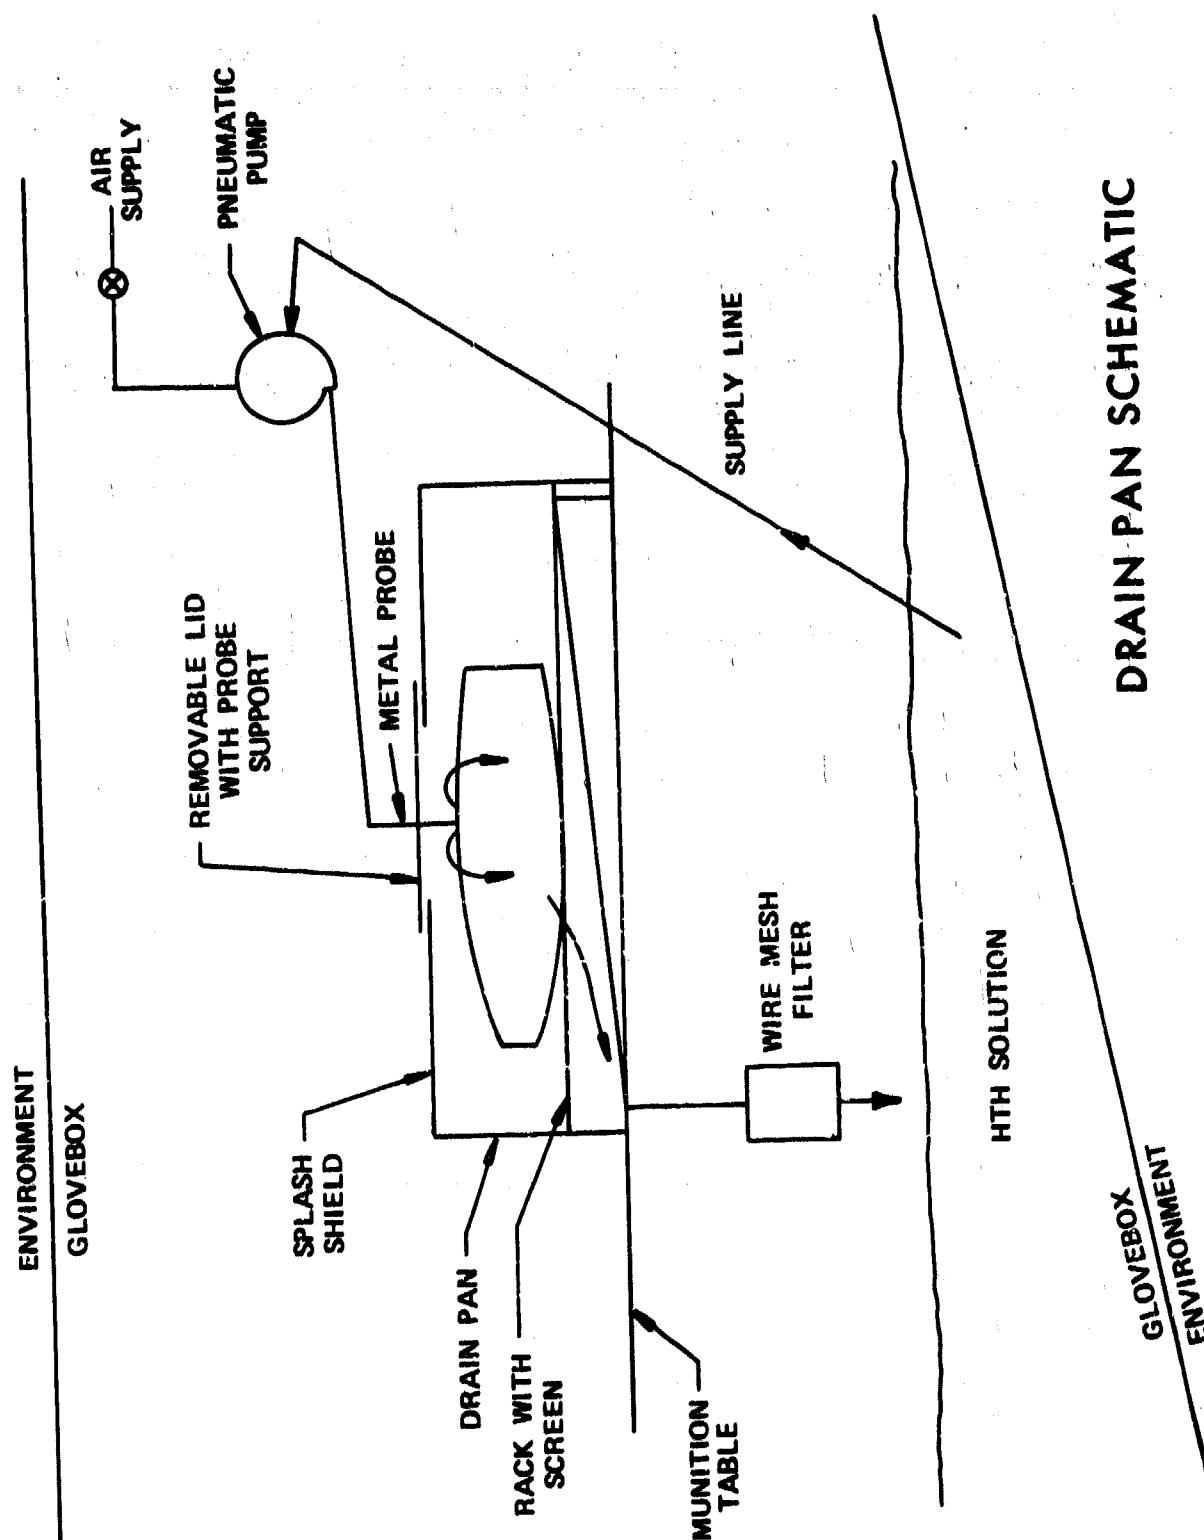 ENVIRONMENT
GLOVEBOX
AIR
SUPPLY
PNEUMATIC
PUMP
REMOVABLE LID
WITH PROBE
SUPPORT
SPLASH
SHIELD
METAL PROBE
DRAIN PAN
RACK WITH
SCREEN
MUNITION
TABLE
WIRE MESH
FILTER
SUPPLY LINE
HTH SOLUTION
GLOVEBOX
ENVIRONMENT
DRAIN PAN SCHEMATIC